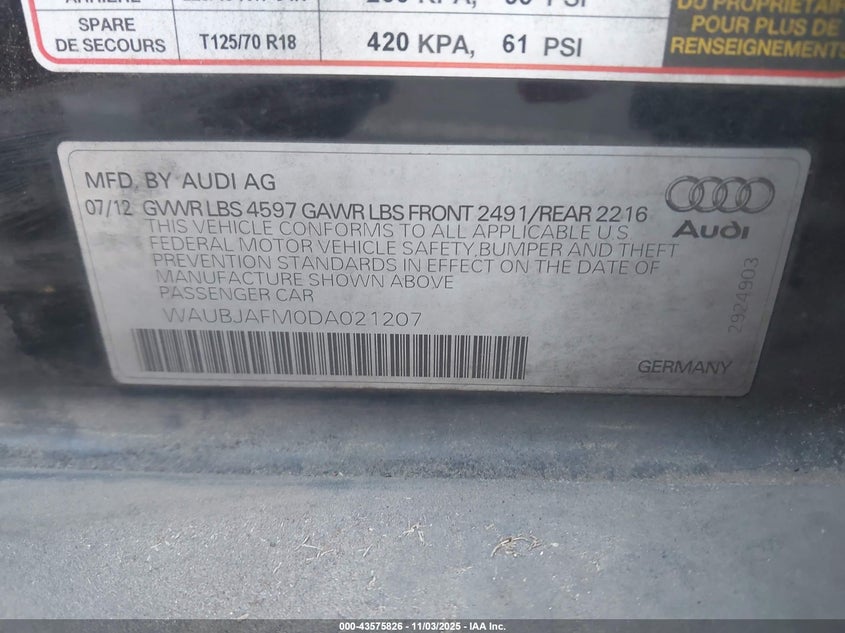 SPARE
DE SECOURS T125/70 R18 420 KPA, 61 PSI
DU PROPRIÉTAIRE
POUR PLUS DE
RENSEIGNEMENTS
MFD. BY AUDI AG
07/12 GVWR LBS 4597 GAWR LBS FRONT 2491/REAR 2216
THIS VEHICLE CONFORMS TO ALL APPLICABLE U.S.
FEDERAL MOTOR VEHICLE SAFETY,BUMPER AND THEFT
PREVENTION STANDARDS IN EFFECT ON THE DATE OF
MANUFACTURE SHOWN ABOVE
PASSENGER CAR
WAUBJAFM0DA021207
Audi
2924903
GERMANY
000-43575826 - 11/03/2025 - IAA Inc.